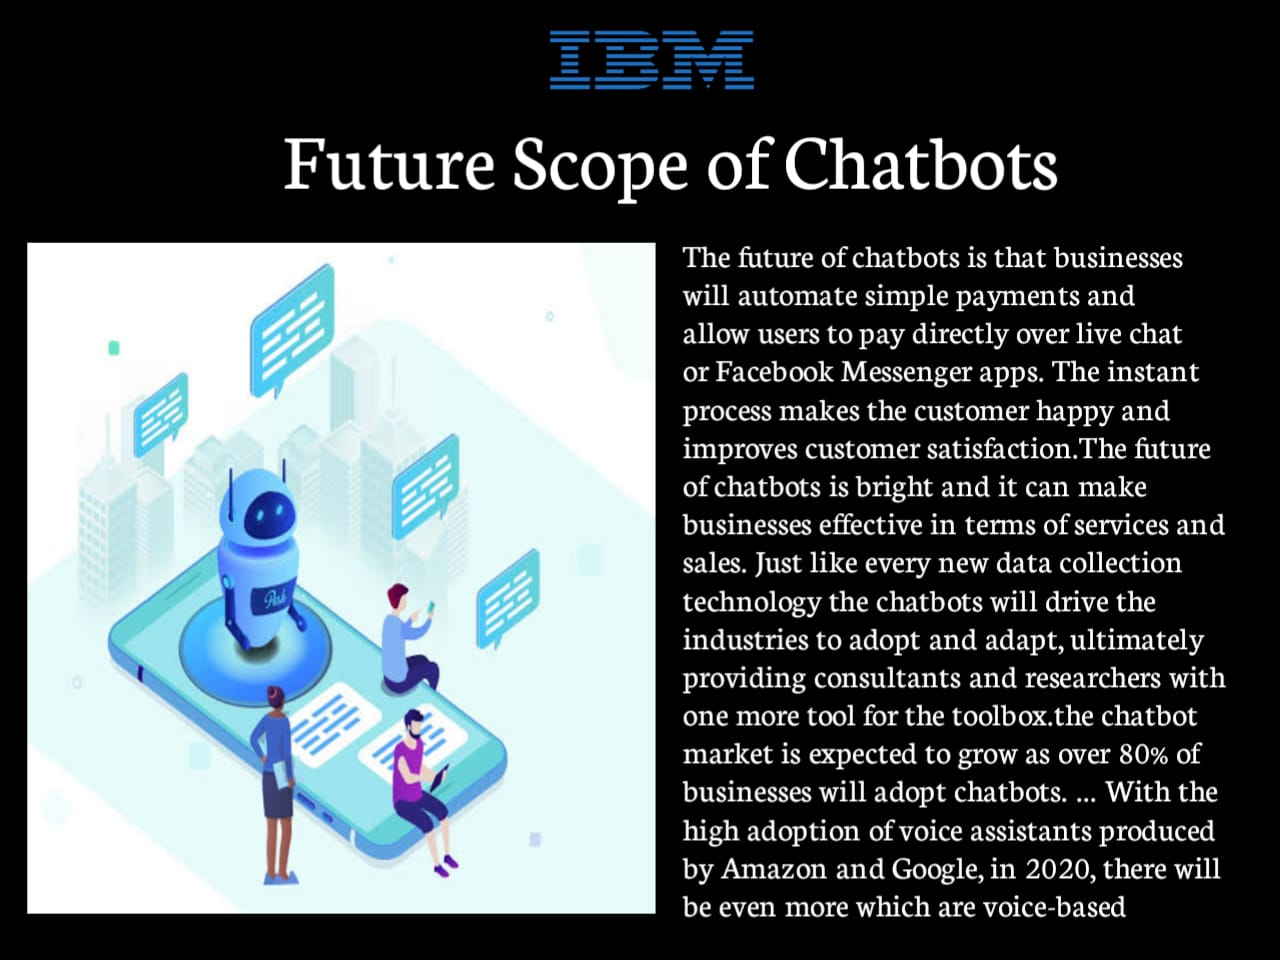 IBM
Future Scope of Chatbots
The future of chatbots is that businesses
will automate simple payments and
allow users to pay directly over live chat
or Facebook Messenger apps. The instant
process makes the customer happy and
improves customer satisfaction.The future
of chatbots is bright and it can make
businesses effective in terms of services and
sales. Just like every new data collection
technology the chatbots will drive the
industries to adopt and adapt, ultimately
providing consultants and researchers with
one more tool for the toolbox.the chatbot
market is expected to grow as over 80% of
businesses will adopt chatbots. ... With the
high adoption of voice assistants produced
by Amazon and Google, in 2020, there will
be even more which are voice-based